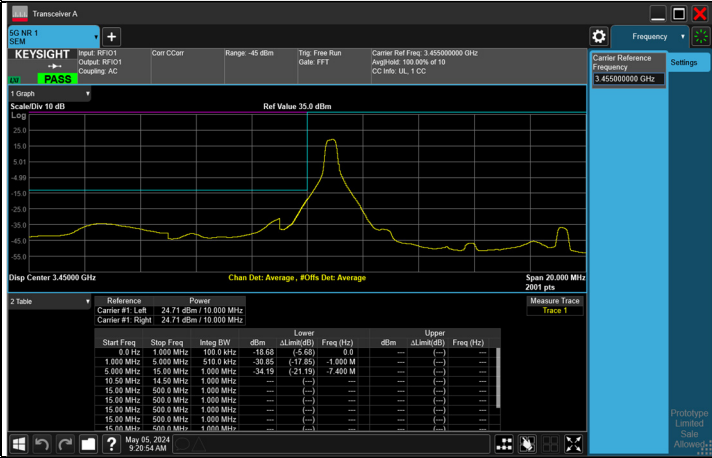 Transceiver A
5G NR 1
SEM
Frequency
KEYSIGHT Input: RFIO1 Corr CCorr Range: -45 dBm Trig: Free Run Carrier Ref Freq: 3.455000000 GHz
Output: RFIO1 Gate: FFT Avg|Hold: 100.00% of 10
Coupling: AC CC Info: UL, 1 CC
PASS
Carrier Reference
Frequency
3.455000000 GHz
Settings
1 Graph
Scale/Div 10 dB Ref Value 35.0 dBm
Log
25.0
15.0
5.01
-4.99
-15.0
-25.0
-35.0
-45.0
-55.0
Disp Center 3.45000 GHz Chan Det: Average , #Offs Det: Average Span 20.000 MHz
2001 pts
2 Table
Measure Trace
Trace 1
Reference Power
Carrier #1: Left 24.71 dBm / 10.000 MHz
Carrier #1: Right 24.71 dBm / 10.000 MHz
Lower Upper
Start Freq Stop Freq Integ BW dBm ΔLimit(dB) Freq (Hz) dBm ΔLimit(dB) Freq (Hz)
0.0 Hz 1.000 MHz 100.0 kHz -18.68 (-5.68) 0.0 --- (---) ---
1.000 MHz 5.000 MHz 510.0 kHz -30.85 (-17.85) -1.000 M --- (---) ---
5.000 MHz 15.00 MHz 1.000 MHz -34.19 (-21.19) -7.400 M --- (---) ---
10.50 MHz 14.50 MHz 1.000 MHz --- (---) --- --- (---) ---
15.00 MHz 500.0 MHz 1.000 MHz --- (---) --- --- (---) ---
15.00 MHz 500.0 MHz 1.000 MHz --- (---) --- --- (---) ---
15.00 MHz 500.0 MHz 1.000 MHz --- (---) --- --- (---) ---
15.00 MHz 500.0 MHz 1.000 MHz --- (---) --- --- (---) ---
15.00 MHz 500.0 MHz 1.000 MHz --- (---) --- --- (---) ---
May 05, 2024
9:20:54 AM
Prototype
Limited
Sale
Allowed